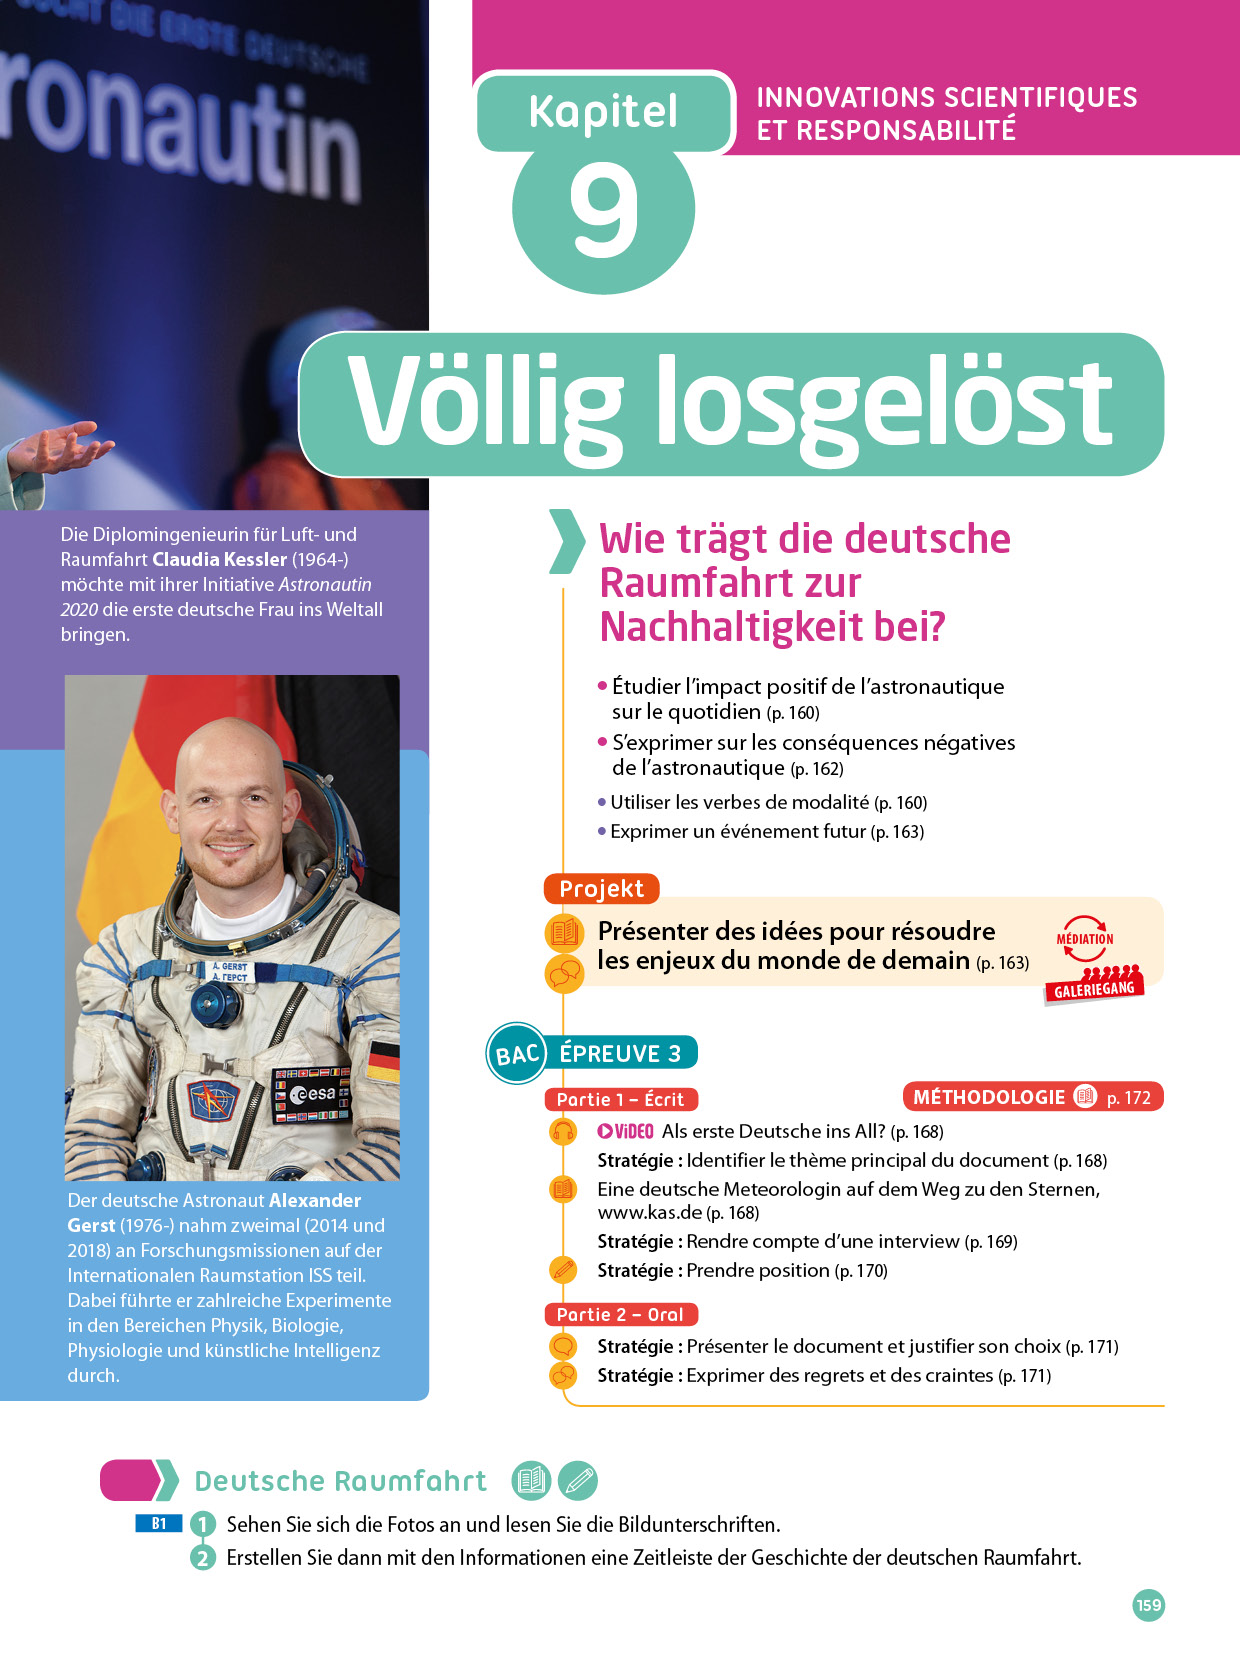 SUCHT DIE ERSTE DEUTSCHE
ronautin
Kapitel
9
INNOVATIONS SCIENTIFIQUES
ET RESPONSABILITÉ
Völlig losgelöst
Die Diplomingenieurin für Luft- und
Raumfahrt Claudia Kessler (1964-)
möchte mit ihrer Initiative Astronautin
2020 die erste deutsche Frau ins Weltall
bringen.
A. GERST
А. ГЕРСТ
esa
Der deutsche Astronaut Alexander
Gerst (1976-) nahm zweimal (2014 und
2018) an Forschungsmissionen auf der
Internationalen Raumstation ISS teil.
Dabei führte er zahlreiche Experimente
in den Bereichen Physik, Biologie,
Physiologie und künstliche Intelligenz
durch.
Wie trägt die deutsche
Raumfahrt zur
Nachhaltigkeit bei?
• Étudier l’impact positif de l’astronautique
sur le quotidien (p. 160)
• S’exprimer sur les conséquences négatives
de l’astronautique (p. 162)
• Utiliser les verbes de modalité (p. 160)
• Exprimer un événement futur (p. 163)
Projekt
Présenter des idées pour résoudre
les enjeux du monde de demain (p. 163)
MÉDIATION
GALERIEGANG
BAC ÉPREUVE 3
Partie 1 – Écrit
MÉTHODOLOGIE p. 172
ViDEO Als erste Deutsche ins All? (p. 168)
Stratégie : Identifier le thème principal du document (p. 168)
Eine deutsche Meteorologin auf dem Weg zu den Sternen,
www.kas.de (p. 168)
Stratégie : Rendre compte d’une interview (p. 169)
Stratégie : Prendre position (p. 170)
Partie 2 – Oral
Stratégie : Présenter le document et justifier son choix (p. 171)
Stratégie : Exprimer des regrets et des craintes (p. 171)
Deutsche Raumfahrt
B1 1 Sehen Sie sich die Fotos an und lesen Sie die Bildunterschriften.
2 Erstellen Sie dann mit den Informationen eine Zeitleiste der Geschichte der deutschen Raumfahrt.
159